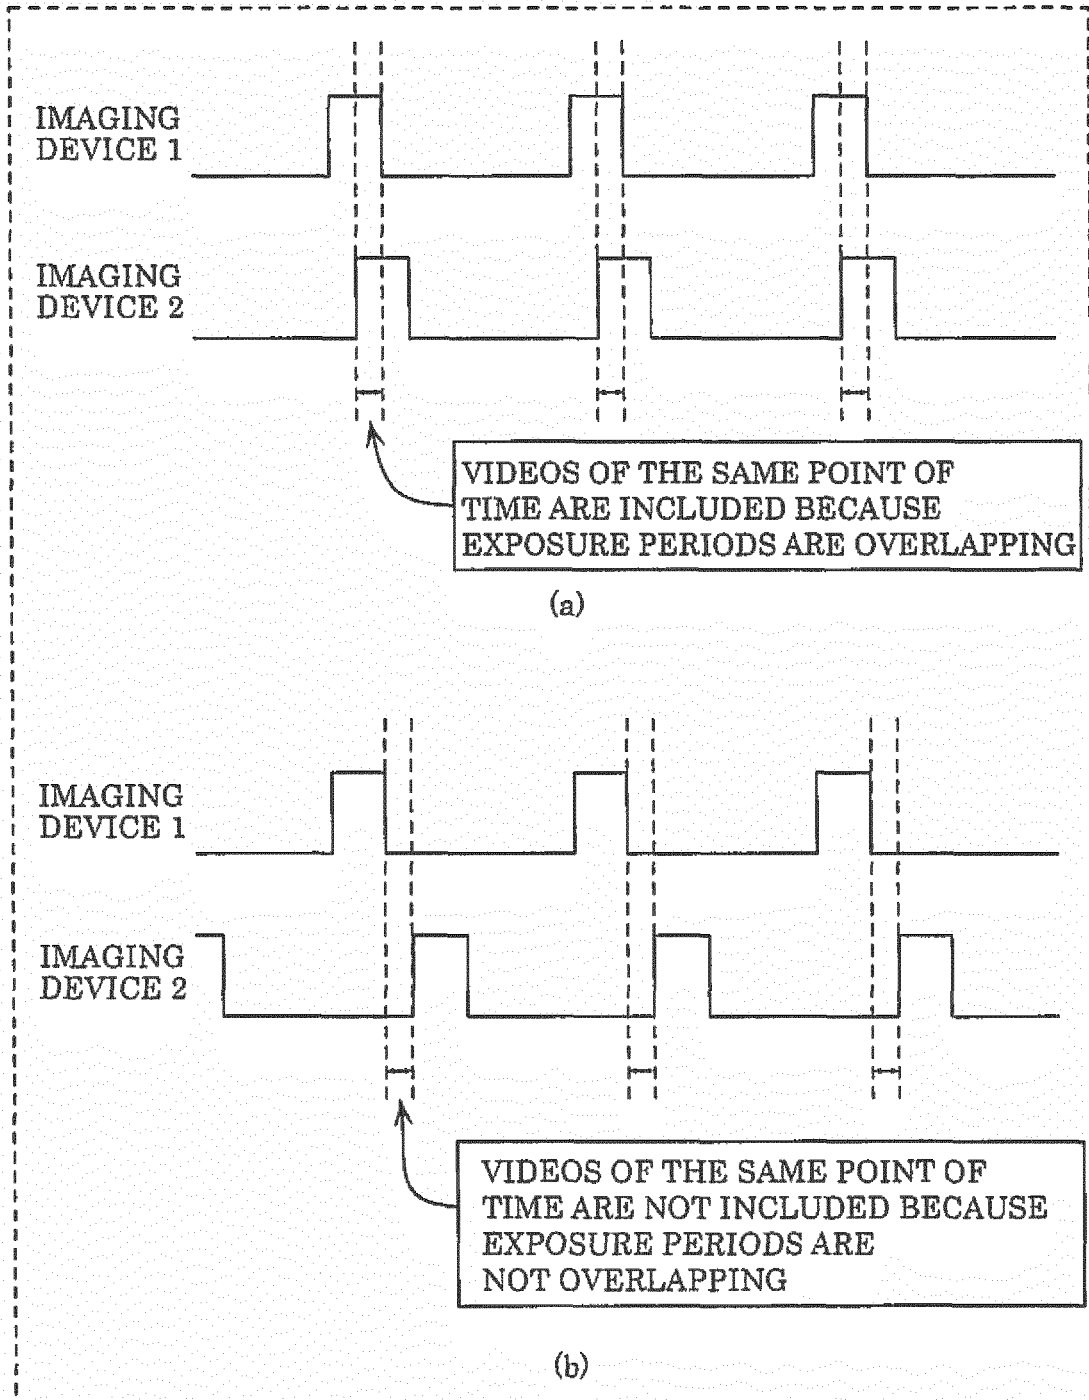 IMAGING
DEVICE 1
IMAGING
DEVICE 2
VIDEOS OF THE SAME POINT OF
TIME ARE INCLUDED BECAUSE
EXPOSURE PERIODS ARE OVERLAPPING
(a)
IMAGING
DEVICE 1
IMAGING
DEVICE 2
VIDEOS OF THE SAME POINT OF
TIME ARE NOT INCLUDED BECAUSE
EXPOSURE PERIODS ARE
NOT OVERLAPPING
(b)